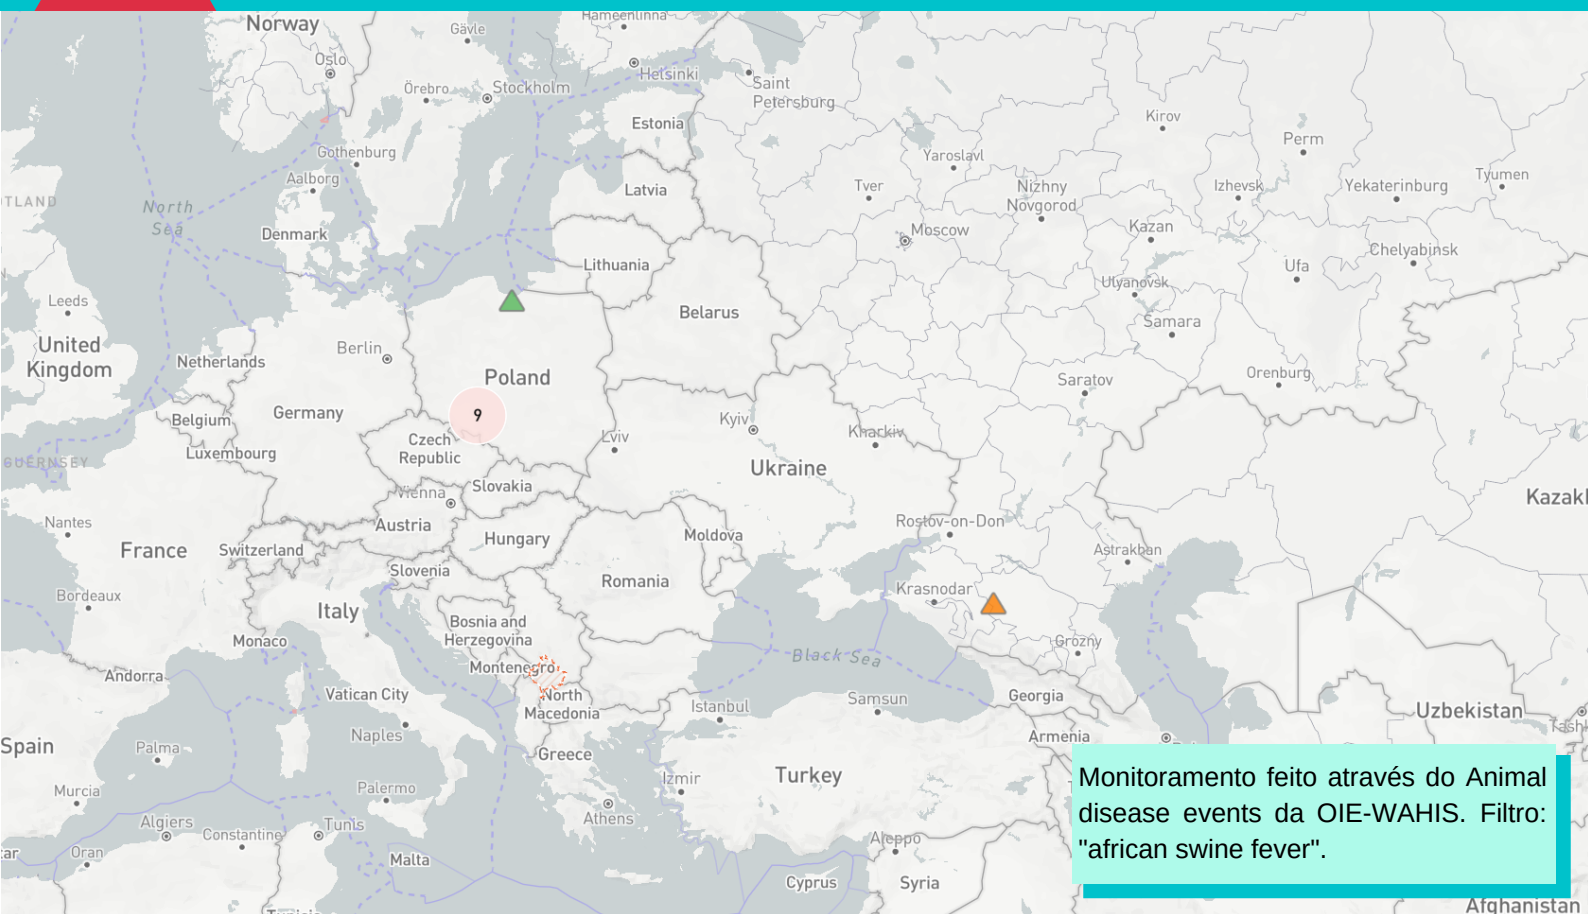 Hämeenlinna
Norway
Gävle
Oslo
Helsinki
Saint
Petersburg
Örebro
Stockholm
Estonia
Kirov
Perm
Gothenburg
Yaroslavl
Aalborg
Latvia
Tver
Nizhny
Novgorod
Izhevsk
Yekaterinburg
Tyumen
OTLAND
North
Sea
Denmark
Moscow
Kazan
Chelyabinsk
Lithuania
Ufa
Ulyanovsk
Leeds
Belarus
Samara
United
Kingdom
Berlin
Netherlands
Poland
Saratov
Orenburg
Belgium
Germany
9
Kyiv
Kharkiv
Czech
Republic
Lviv
Luxembourg
GUERNSEY
Ukraine
Slovakia
Vienna
Kazakh
Nantes
Austria
Rostov-on-Don
France
Switzerland
Hungary
Moldova
Astrakhan
Slovenia
Romania
Bordeaux
Krasnodar
Italy
Bosnia and
Herzegovina
Monaco
Grozny
Black Sea
Andorra
Montenegro
Vatican City
North
Macedonia
Istanbul
Samsun
Georgia
Uzbekistan
Tashk
Naples
Armenia
Spain
Palma
Greece
Izmir
Turkey
Murcia
Palermo
Athens
Algiers
Constantine
Tunis
Aleppo
Oran
Malta
Cyprus
Syria
Afghanistan
Monitoramento feito através do Animal
disease events da OIE-WAHIS. Filtro:
"african swine fever".